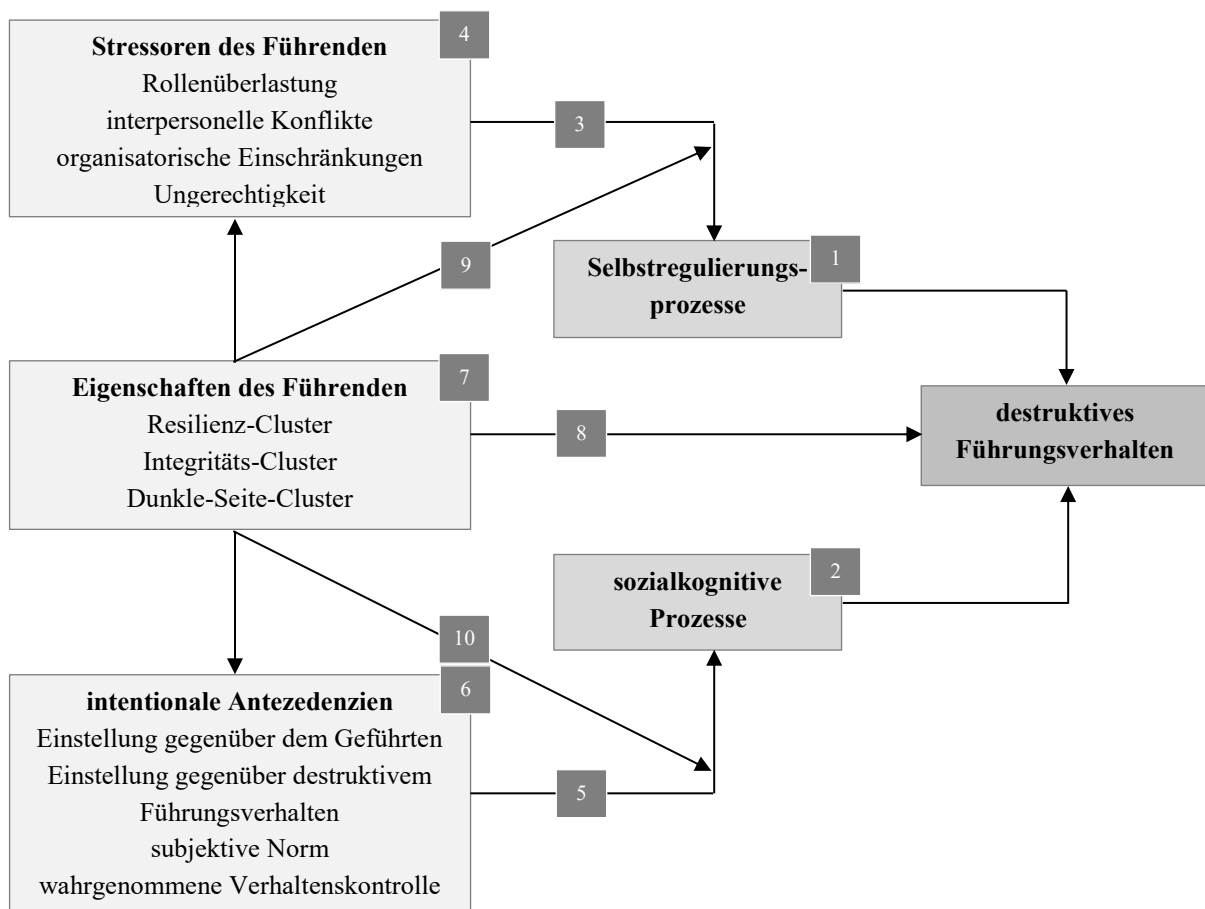 4
Stressoren des Führenden
Rollenüberlastung
interpersonelle Konflikte
organisatorische Einschränkungen
Ungerechtigkeit
3
9
1
Selbstregulierungs-
prozesse
7
Eigenschaften des Führenden
Resilienz-Cluster
Integritäts-Cluster
Dunkle-Seite-Cluster
8
destruktives
Führungsverhalten
2
sozialkognitive
Prozesse
10
6
intentionale Antezedenzien
Einstellung gegenüber dem Geführten
Einstellung gegenüber destruktivem
Führungsverhalten
subjektive Norm
wahrgenommene Verhaltenskontrolle
5